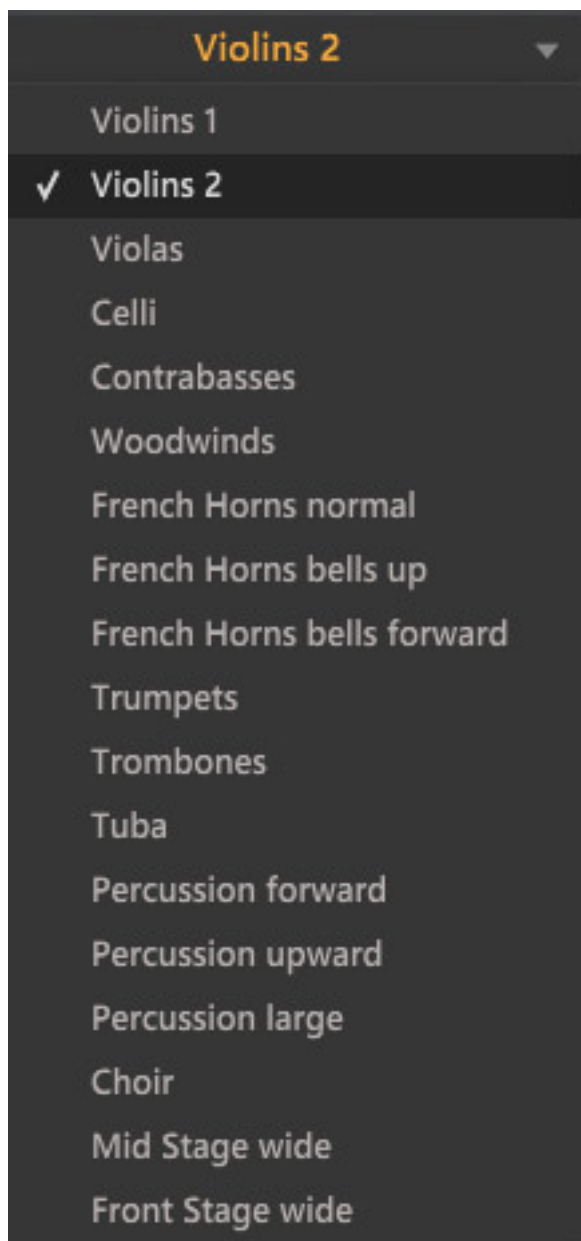 Violins 2
Violins 1
Violins 2
Violas
Celli
Contrabasses
Woodwinds
French Horns normal
French Horns bells up
French Horns bells forward
Trumpets
Trombones
Tuba
Percussion forward
Percussion upward
Percussion large
Choir
Mid Stage wide
Front Stage wide